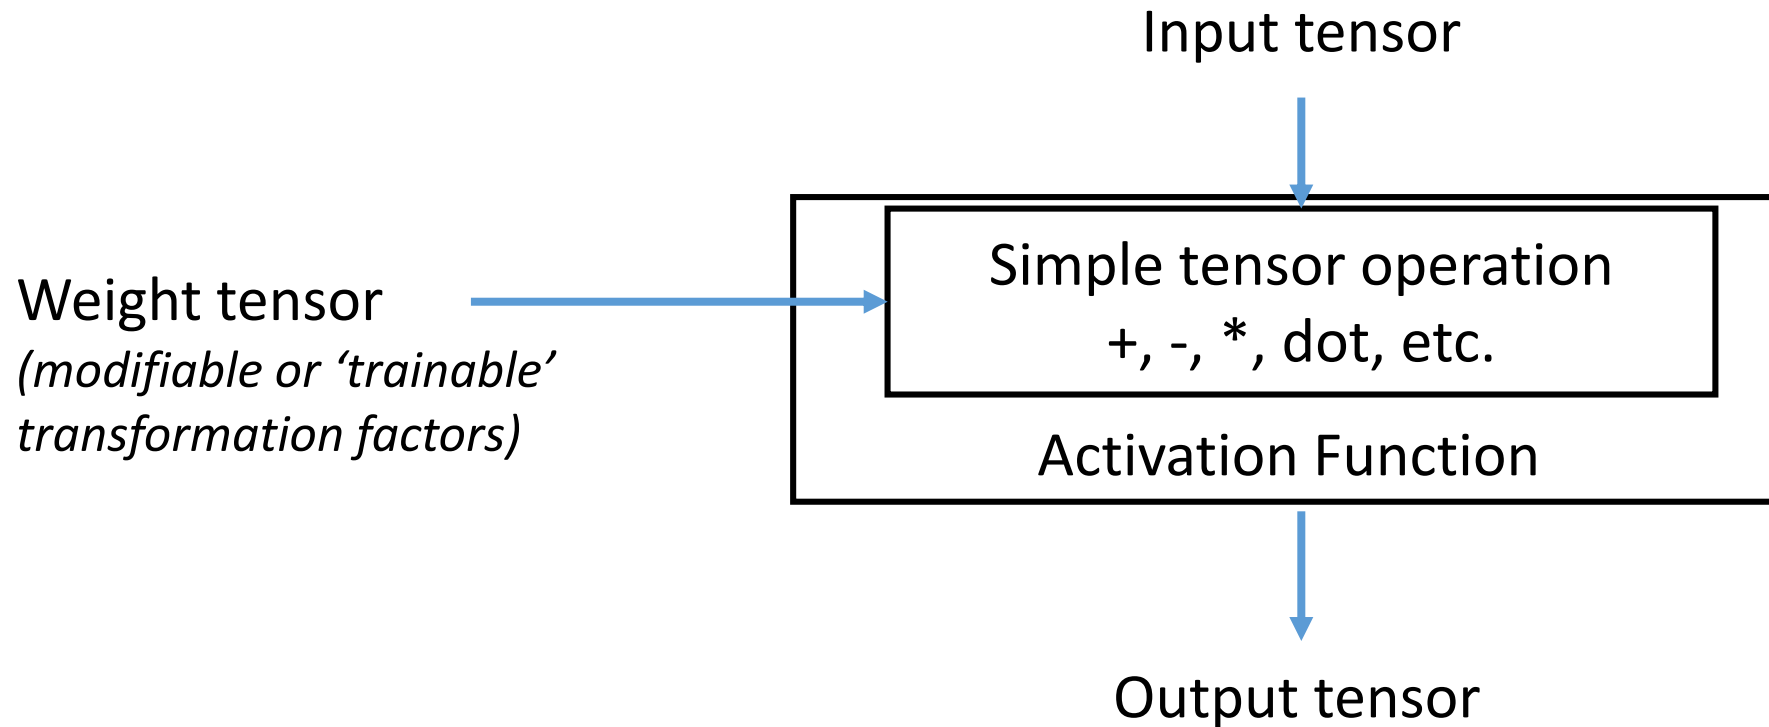 Input tensor
Simple tensor operation
+, -, *, dot, etc.
Weight tensor
(modifiable or ‘trainable’
transformation factors)
Activation Function
Output tensor